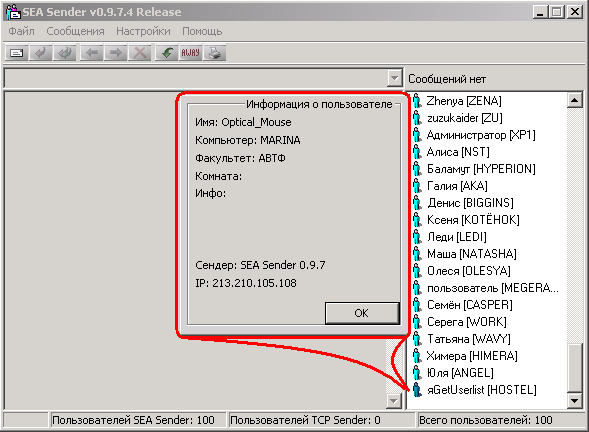 SEA Sender v0.9.7.4 Release
Файл Сообщения Настройки Помощь
AWAY
Сообщений нет
Информация о пользователе
Имя: Optical_Mouse
Компьютер: MARINA
Факультет: АВТФ
Комната:
Инфо:
Сендер: SEA Sender 0.9.7
IP: 213.210.105.108
OK
Zhenya [ZENA]
zuzukaider [ZU]
Администратор [XP1]
Алиса [NST]
Баламут [HYPERION]
Галия [AKA]
Денис [BIGGINS]
Ксеня [КОТЁНОК]
Леди [LEDI]
Маша [NATASHA]
Олеся [OLESYA]
пользователь [MEGERA...
Семён [CASPER]
Серега [WORK]
Татьяна [WAVY]
Химера [HIMERA]
Юля [ANGEL]
яGetUserlist [HOSTEL]
Пользователей SEA Sender: 100 Пользователей TCP Sender: 0 Всего пользователей: 100